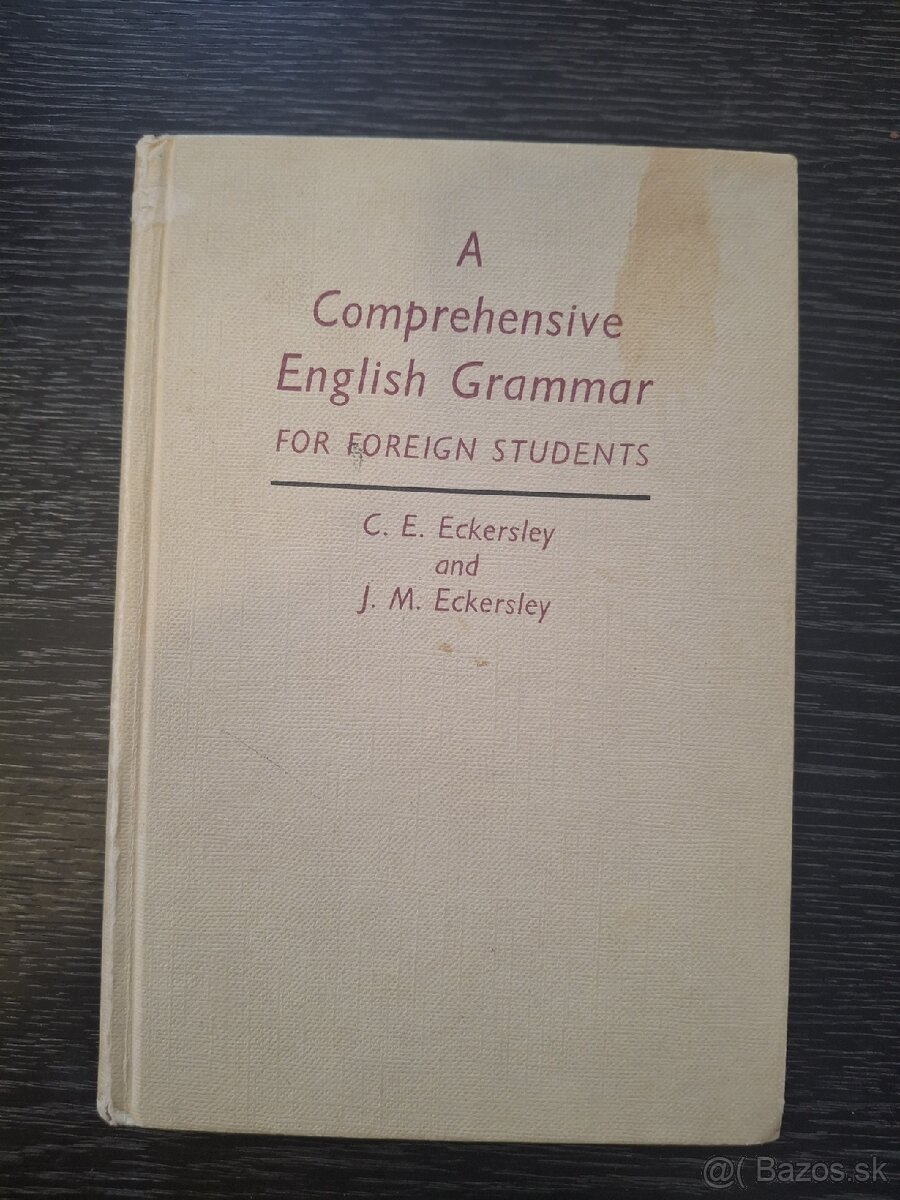 A
Comprehensive
English Grammar
FOR FOREIGN STUDENTS
C. E. Eckersley
and
J. M. Eckersley
@( Bazos.sk